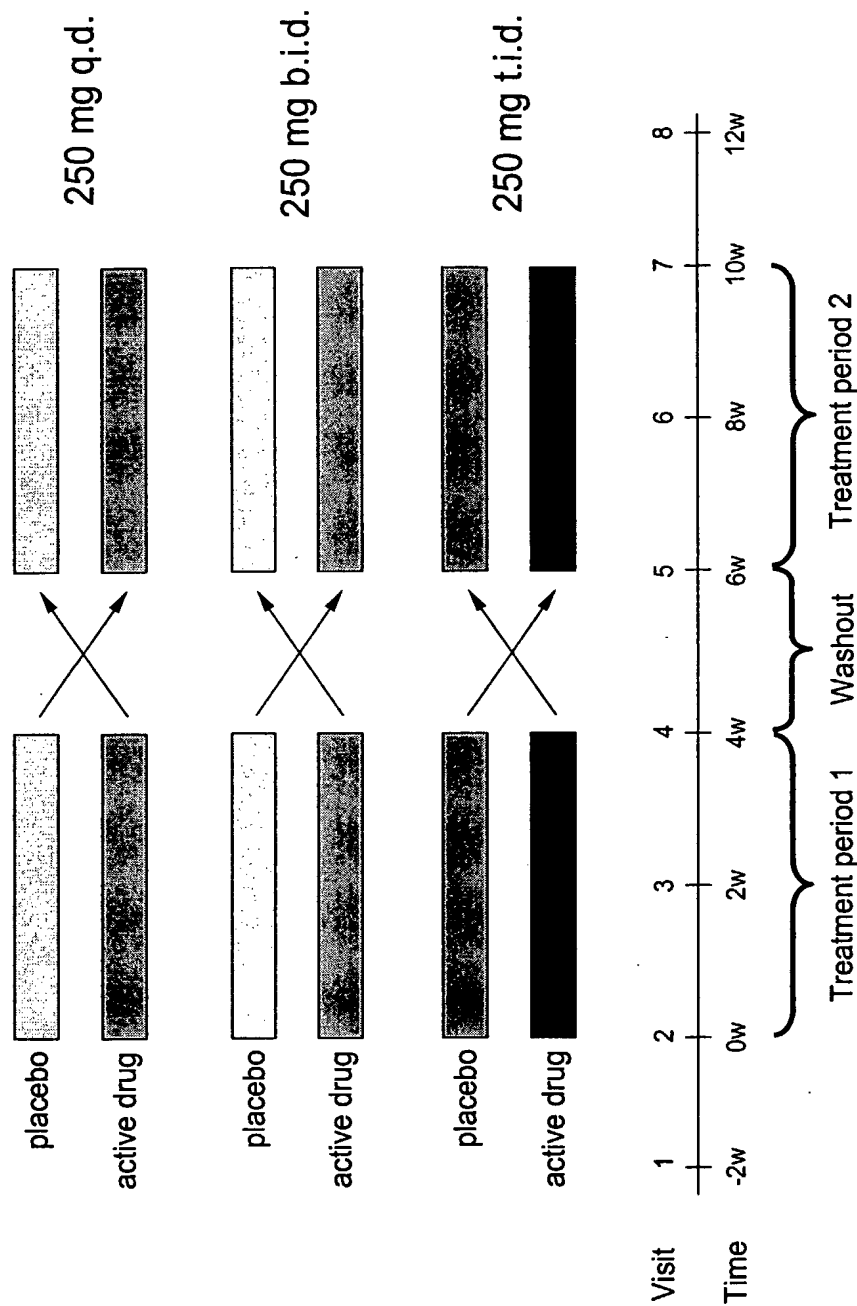 placebo
active drug
250 mg q.d.
placebo
active drug
250 mg b.i.d.
placebo
active drug
250 mg t.i.d.
Visit 1 2 3 4 5 6 7 8
Time -2w 0w 2w 4w 6w 8w 10w 12w
Treatment period 1 Washout Treatment period 2